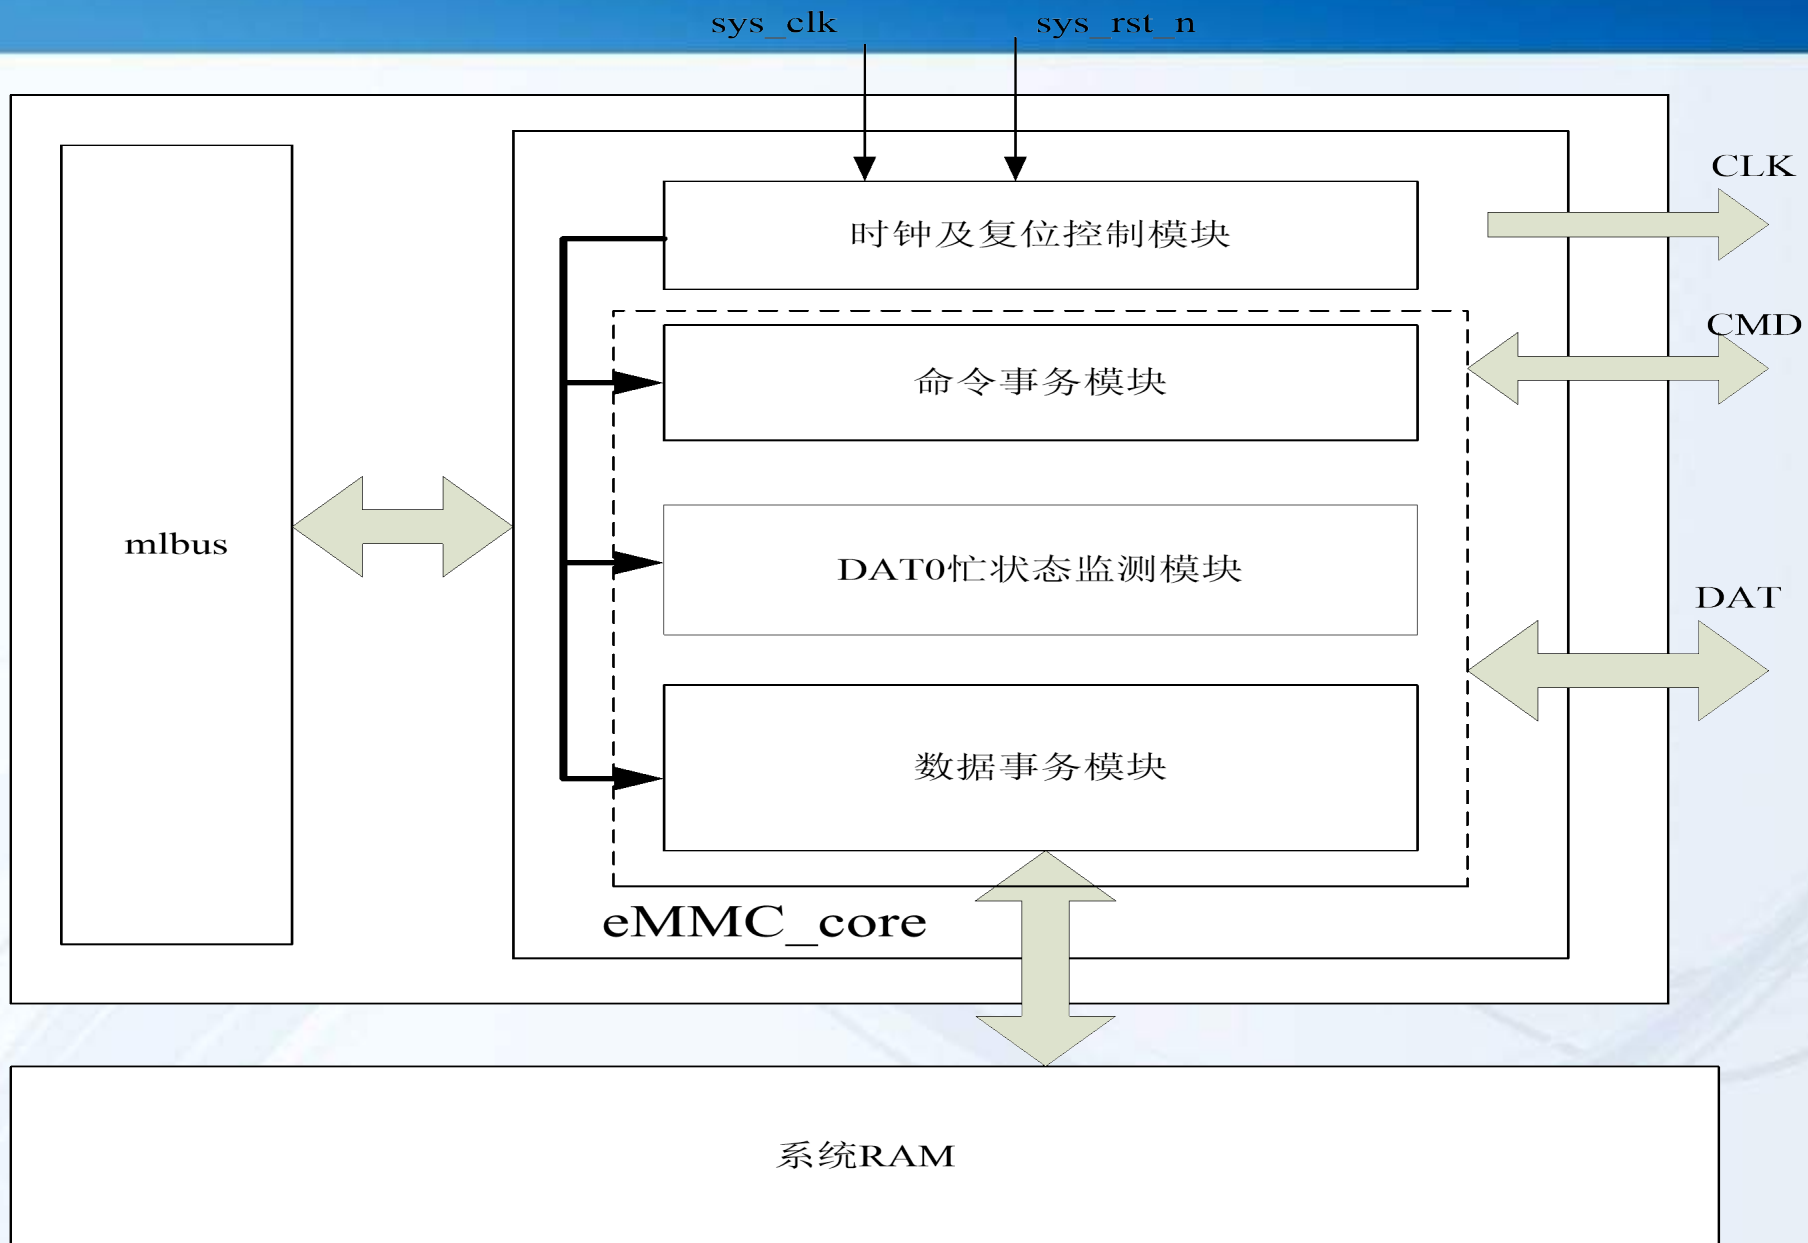 sys_clk
sys_rst_n
CLK
时钟及复位控制模块
CMD
命令事务模块
mlbus
DAT0忙状态监测模块
DAT
数据事务模块
eMMC_core
系统RAM